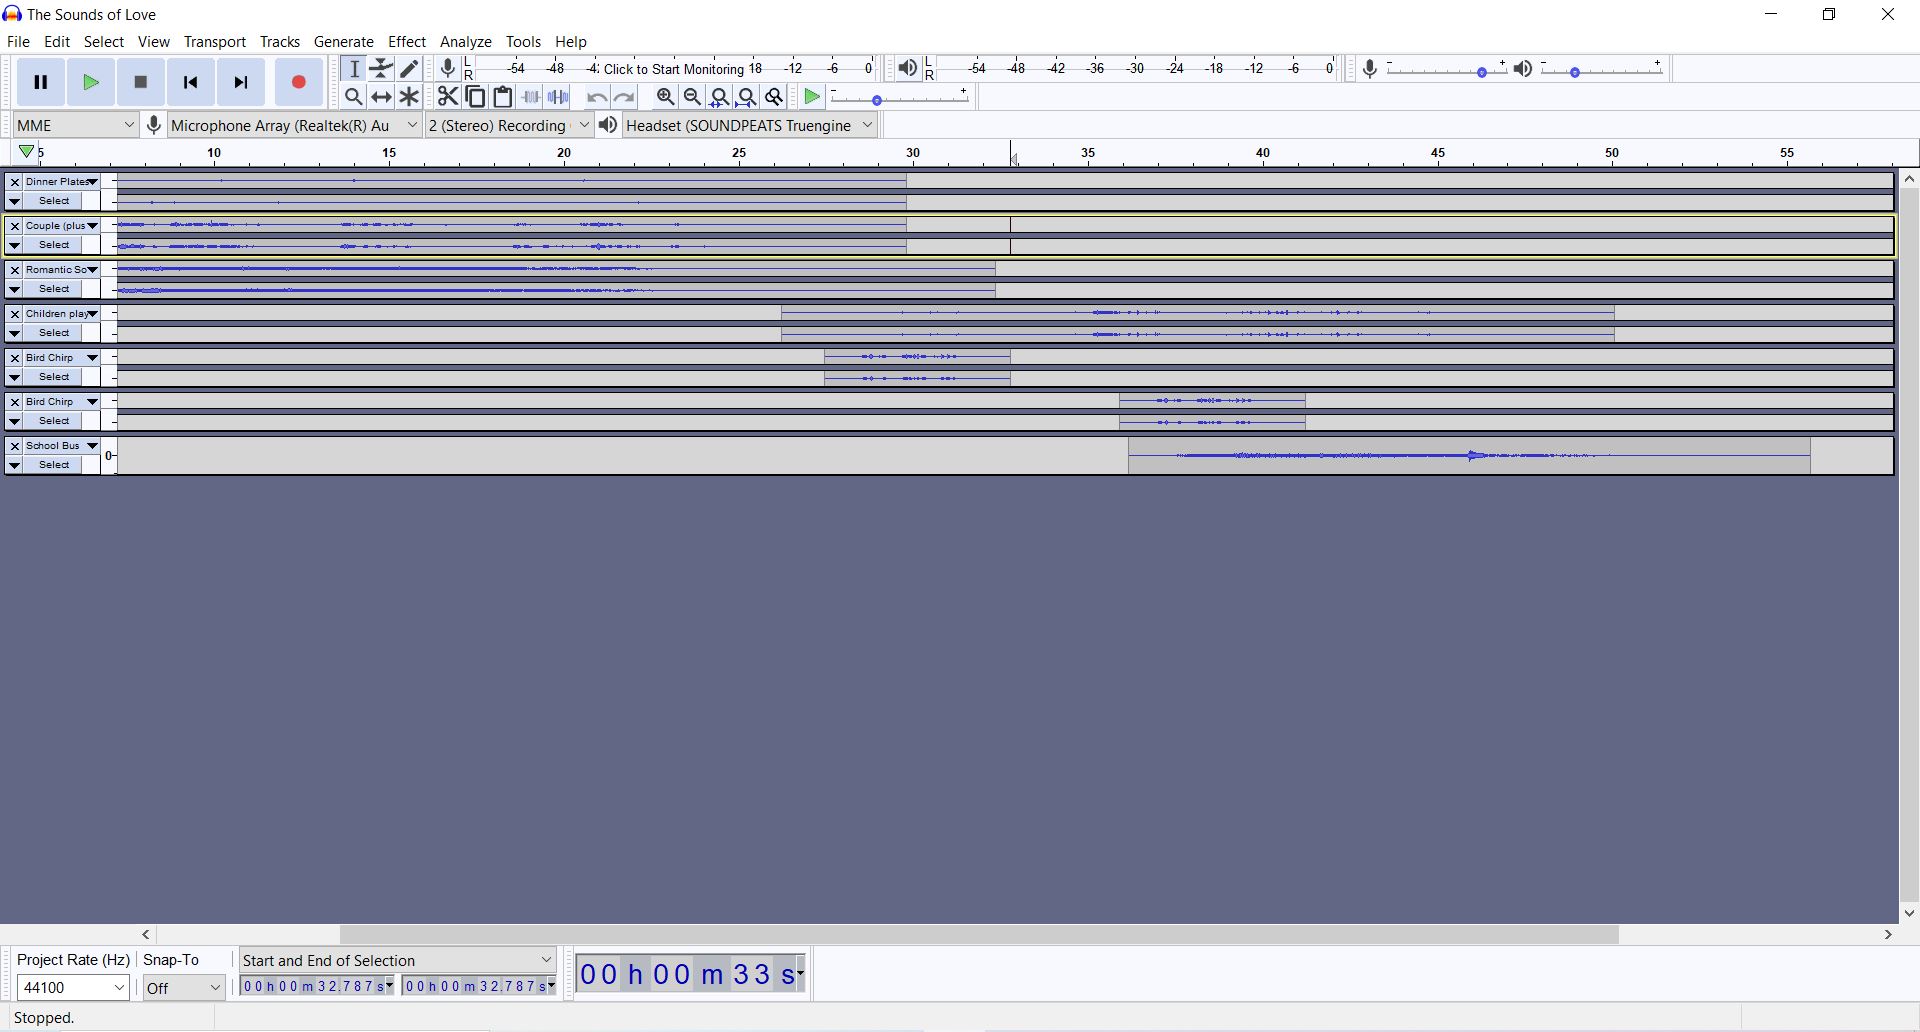 The Sounds of Love
File Edit Select View Transport Tracks Generate Effect Analyze Tools Help
L -54 -48 -42 Click to Start Monitoring 18 -12 -6 0 L -54 -48 -42 -36 -30 -24 -18 -12 -6 0 - + - +
R R
- +
MME Microphone Array (Realtek(R) Au 2 (Stereo) Recording Headset (SOUNDPEATS Truengine
5 10 15 20 25 30 35 40 45 50 55
Dinner Plates
Select
Couple (plus
Select
Romantic So
Select
Children play
Select
Bird Chirp
Select
Bird Chirp
Select
School Bus
0-
Select
Project Rate (Hz) Snap-To Start and End of Selection
44100 Off 00 h 00 m 32.787 s 00 h 00 m 32.787 s 00 h 00 m 33 s
Stopped.